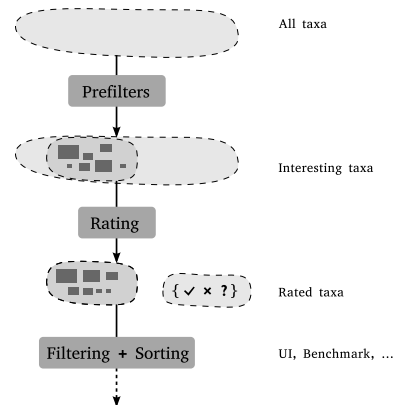 All taxa
Prefilters
Interesting taxa
Rating
{ ✓ × ? }
Rated taxa
Filtering + Sorting
UI, Benchmark, ...